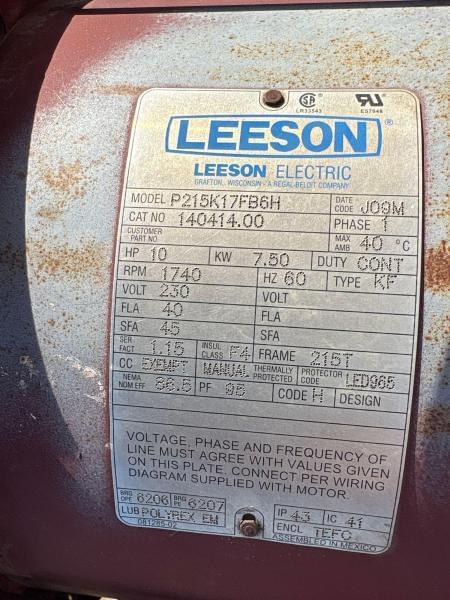 LR33543
E57948
LEESON®
LEESON ELECTRIC
GRAFTON, WISCONSIN - A REGAL-BELOIT COMPANY
MODEL P215K17FB6H DATE CODE J09M
CAT NO 140414.00 PHASE 1
CUSTOMER PART NO. MAX AMB 40 °C
HP 10 KW 7.50 DUTY CONT
RPM 1740 HZ 60 TYPE KF
VOLT 230 VOLT
FLA 40 FLA
SFA 45 SFA
SER FACT 1.15 INSUL CLASS F4 FRAME 215T
CC EXEMPT MANUAL THERMALLY PROTECTED PROTECTOR CODE LED965
NEMA NOM EFF 86.5 PF 95 CODE H DESIGN
VOLTAGE, PHASE AND FREQUENCY OF
LINE MUST AGREE WITH VALUES GIVEN
ON THIS PLATE. CONNECT PER WIRING
DIAGRAM SUPPLIED WITH MOTOR.
BRG OPE 6206 BRG PE 6207 IP 43 IC 41
LUB POLYREX EM ENCL TEFC
081285.02 ASSEMBLED IN MEXICO